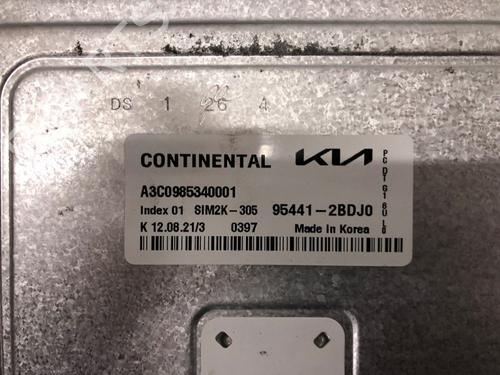 DS 1 26 4
CONTINENTAL KIA
A3C0985340001
Index 01 SIM2K-305 95441-2BDJ0
K 12.08.21/3 0397 Made in Korea